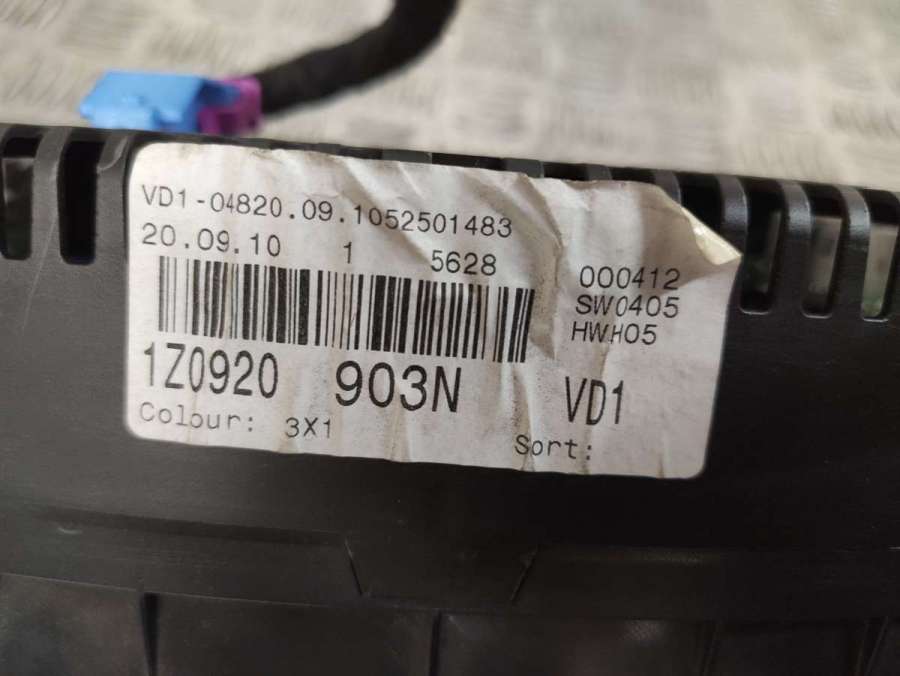 VD1-04820.09.1052501483
20.09.10 1 5628
000412
SW0405
HWH05
1Z0920 903N VD1
Colour: 3X1 Sort: